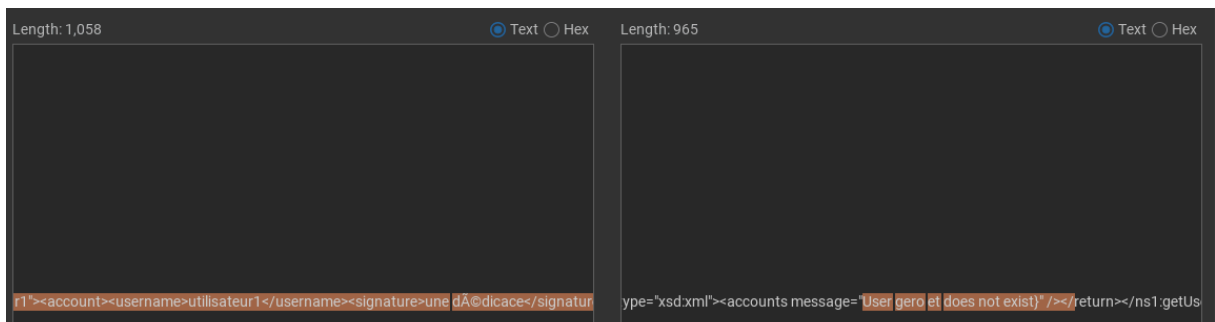 Length: 1,058
Text
Hex
Length: 965
Text
Hex
r1"><account><username>utilisateur1</username><signature>une dÃ©dicace</signatur
ype="xsd:xml"><accounts message="User gero et does not exist}" /></return></ns1:getUs